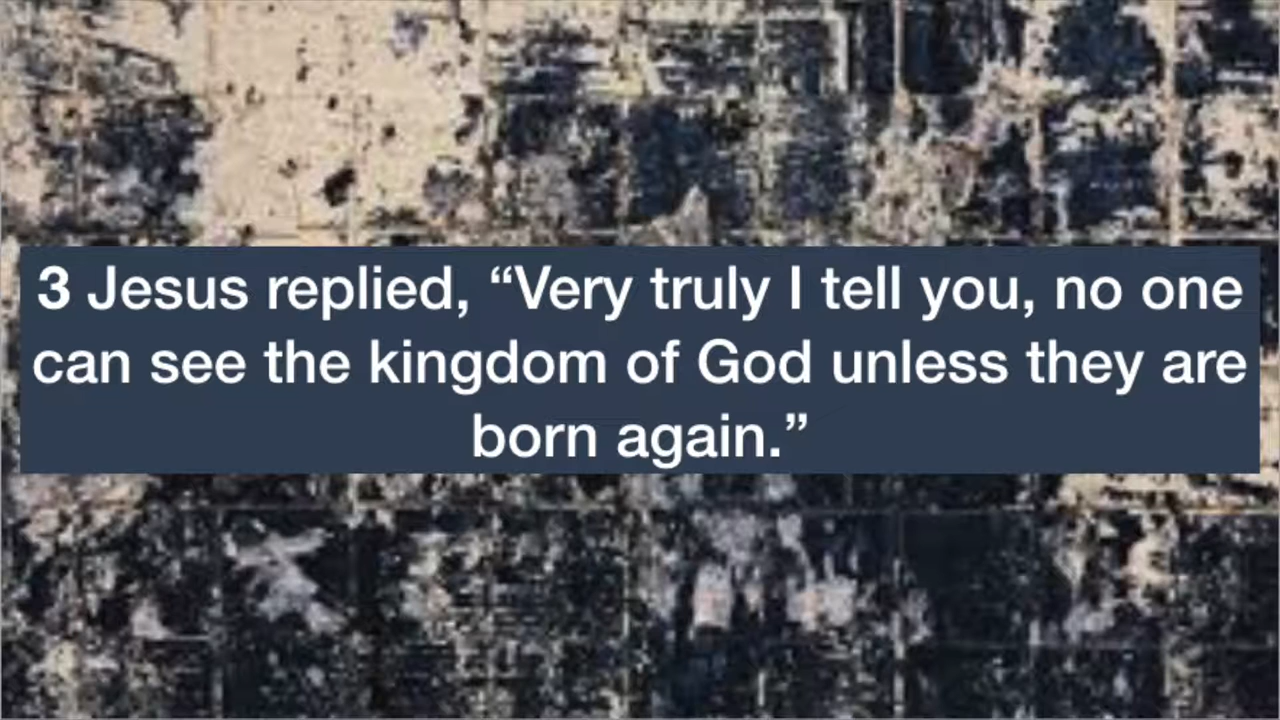 3 Jesus replied, “Very truly I tell you, no one
can see the kingdom of God unless they are
born again.”